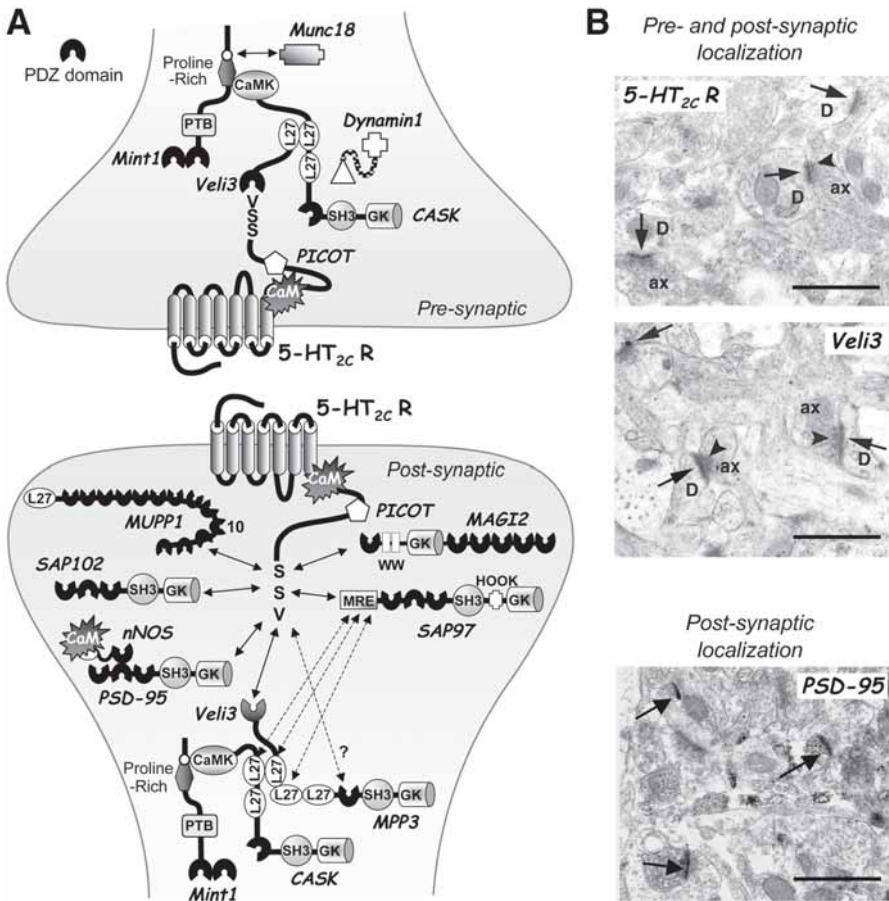 A
PDZ domain
Proline
-Rich
Munc18
CaMK
PTB
Mint1
L27
L27
L27
Dynamin1
Veli3
V
S
S
SH3
GK
CASK
PICOT
CaM
Pre-synaptic
5-HT2C R
5-HT2C R
Post-synaptic
CaM
PICOT
L27
MUPP1
10
MAGI2
WW
GK
SAP102
SH3
GK
S
S
V
MRE
SH3
HOOK
GK
SAP97
CaM
nNOS
SH3
GK
PSD-95
Veli3
?
Proline
-Rich
CaMK
L27
L27
L27
L27
L27
SH3
GK
MPP3
PTB
SH3
GK
CASK
Mint1
B
Pre- and post-synaptic
localization
5-HT2C R
D
D
ax
D
ax
Veli3
ax
D
ax
D
Post-synaptic
localization
PSD-95